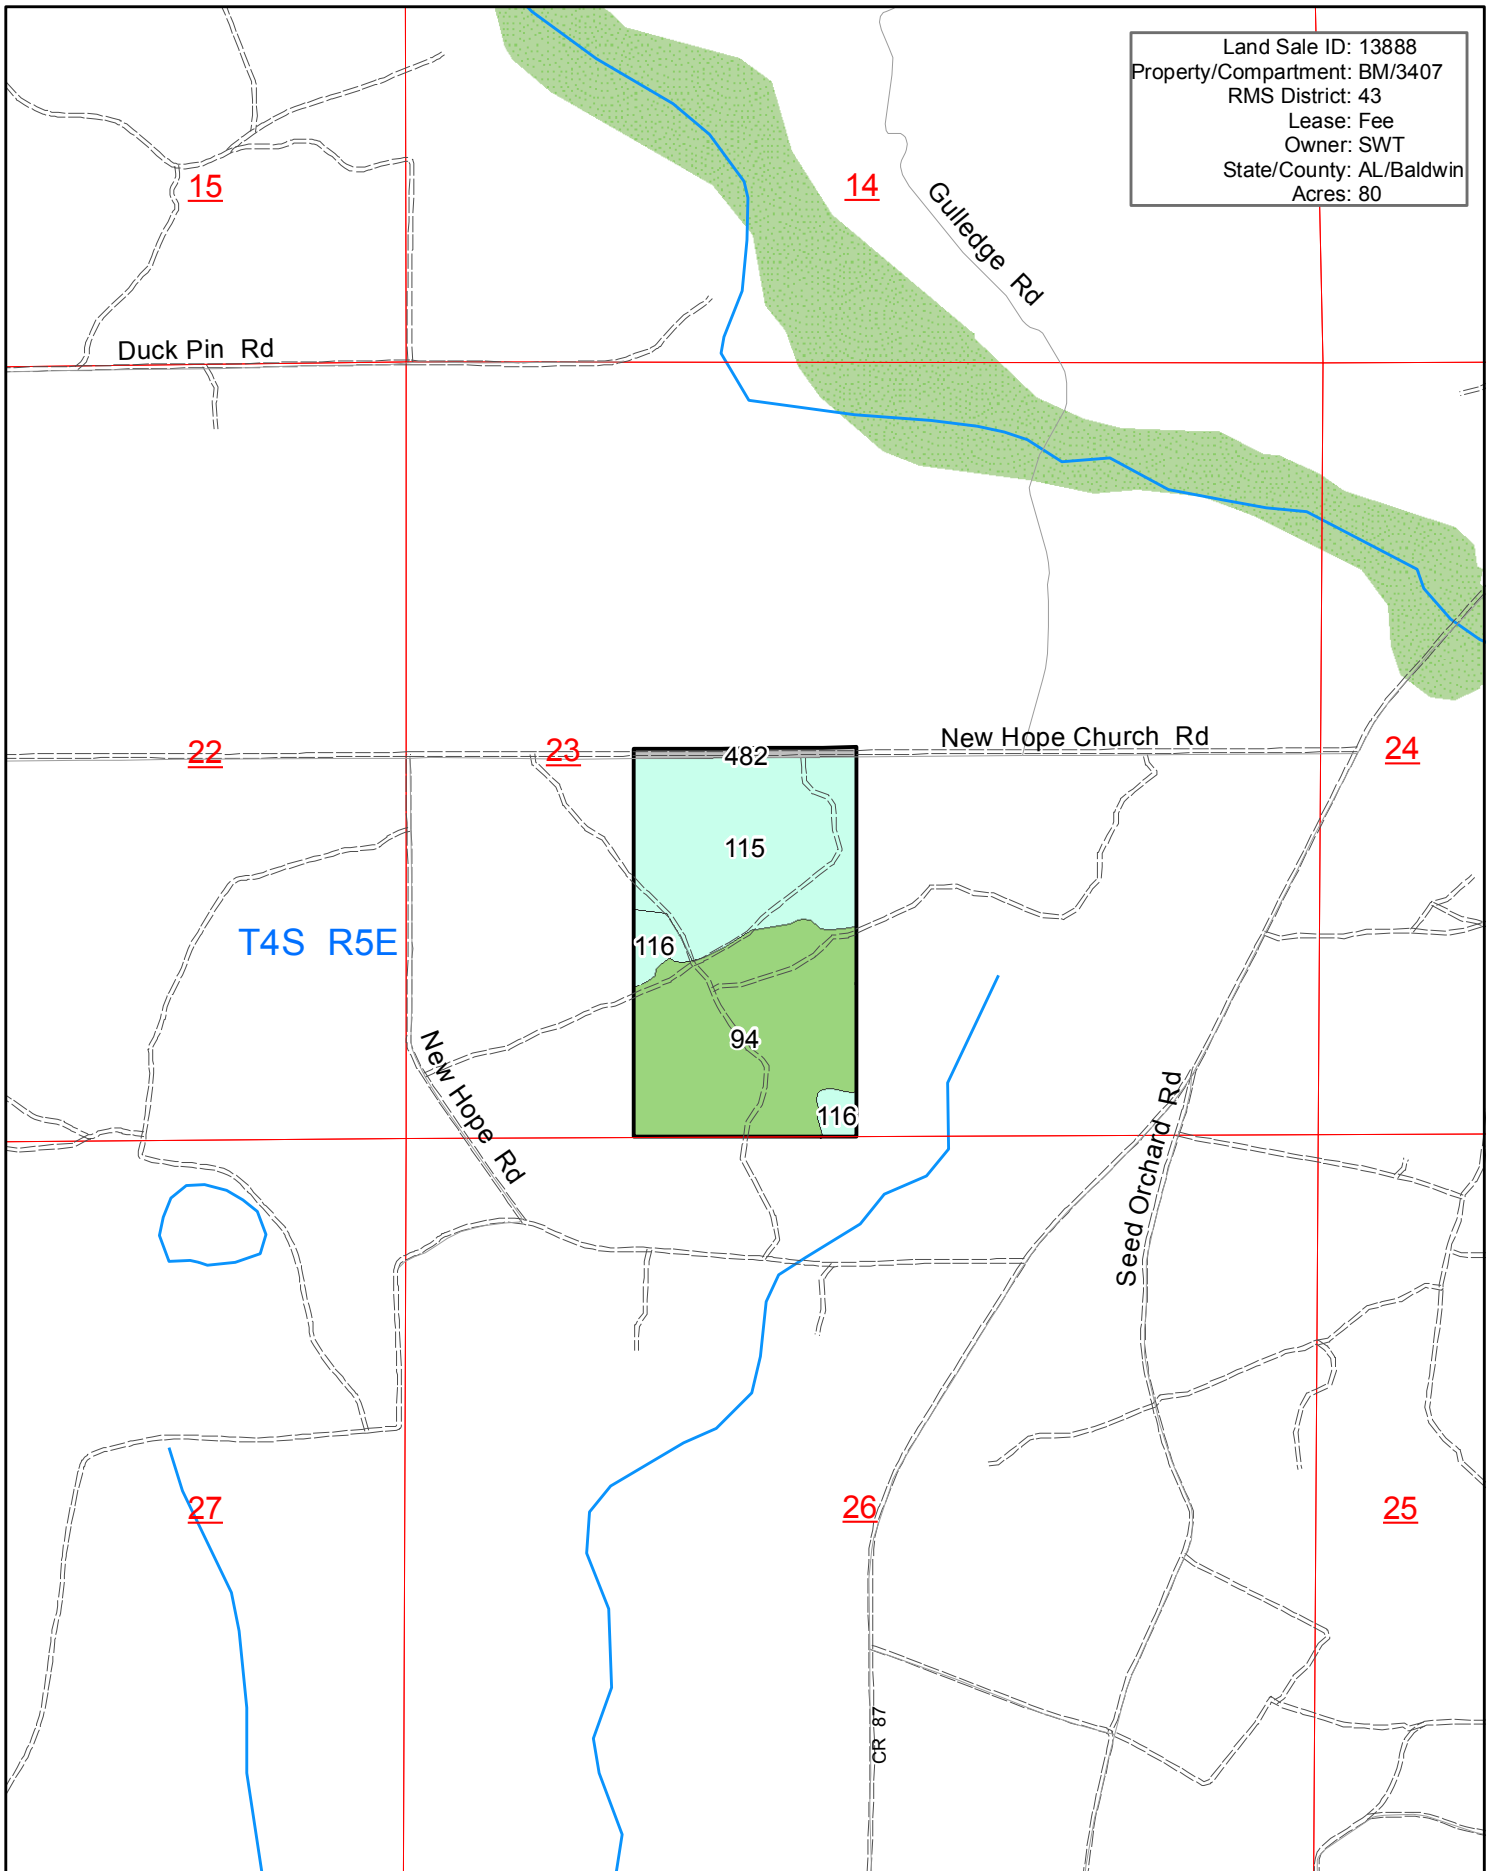 Land Sale ID: 13888
Property/Compartment: BM/3407
RMS District: 43
Lease: Fee
Owner: SWT
State/County: AL/Baldwin
Acres: 80
15
14
Gulledge Rd
Duck Pin Rd
22
23
482
New Hope Church Rd
24
115
T4S R5E
116
94
New Hope Rd
116
Seed Orchard Rd
27
26
25
CR 87